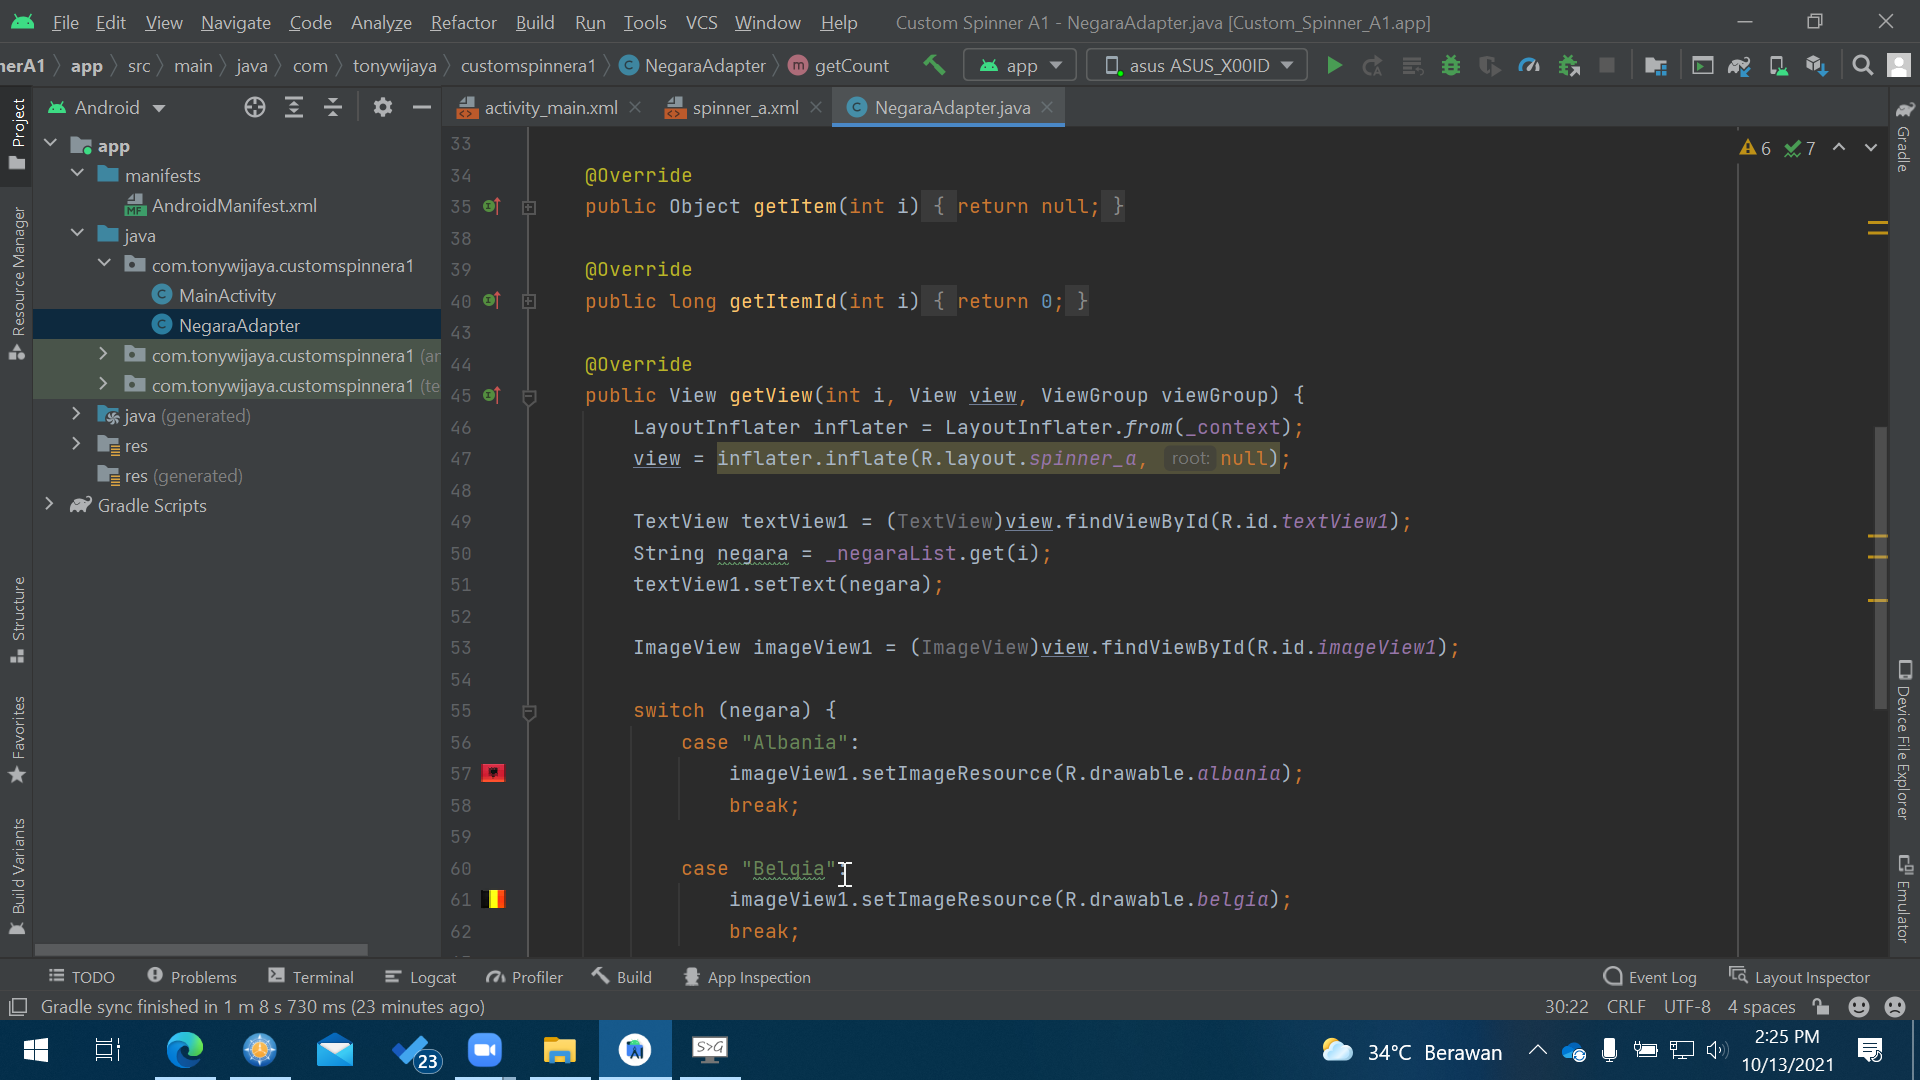 File Edit View Navigate Code Analyze Refactor Build Run Tools VCS Window Help Custom Spinner A1 - NegaraAdapter.java [Custom_Spinner_A1.app]
nerA1 app src main java com tonywijaya customspinnera1 C NegaraAdapter m getCount app asus ASUS_X00ID
Project
Resource Manager
Structure
Favorites
Build Variants
Android
app
manifests
MF AndroidManifest.xml
java
com.tonywijaya.customspinnera1
C MainActivity
C NegaraAdapter
com.tonywijaya.customspinnera1 (ar
com.tonywijaya.customspinnera1 (te
java (generated)
res
res (generated)
Gradle Scripts
activity_main.xml spinner_a.xml C NegaraAdapter.java
6 7
33
34 @Override
35 public Object getItem(int i) { return null; }
38
39 @Override
40 public long getItemId(int i) { return 0; }
43
44 @Override
45 public View getView(int i, View view, ViewGroup viewGroup) {
46 LayoutInflater inflater = LayoutInflater.from(_context);
47 view = inflater.inflate(R.layout.spinner_a, root: null);
48
49 TextView textView1 = (TextView)view.findViewById(R.id.textView1);
50 String negara = _negaraList.get(i);
51 textView1.setText(negara);
52
53 ImageView imageView1 = (ImageView)view.findViewById(R.id.imageView1);
54
55 switch (negara) {
56 case "Albania":
57 imageView1.setImageResource(R.drawable.albania);
58 break;
59
60 case "Belgia":
61 imageView1.setImageResource(R.drawable.belgia);
62 break;
Gradle
Device File Explorer
Emulator
TODO Problems Terminal Logcat Profiler Build App Inspection Event Log Layout Inspector
Gradle sync finished in 1 m 8 s 730 ms (23 minutes ago) 30:22 CRLF UTF-8 4 spaces
23 S>G 34°C Berawan 2:25 PM
10/13/2021